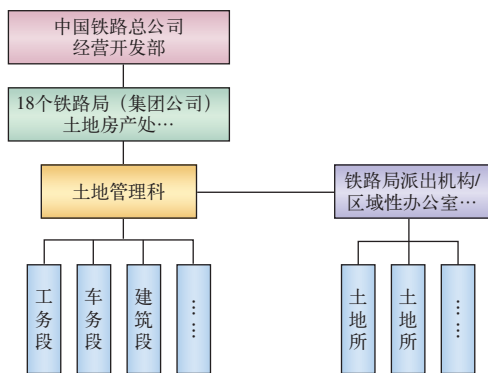 中国铁路总公司
经营开发部
18个铁路局（集团公司）
土地房产处…
土地管理科
铁路局派出机构/
区域性办公室…
工务段
车务段
建筑段
……
土地所
土地所
……